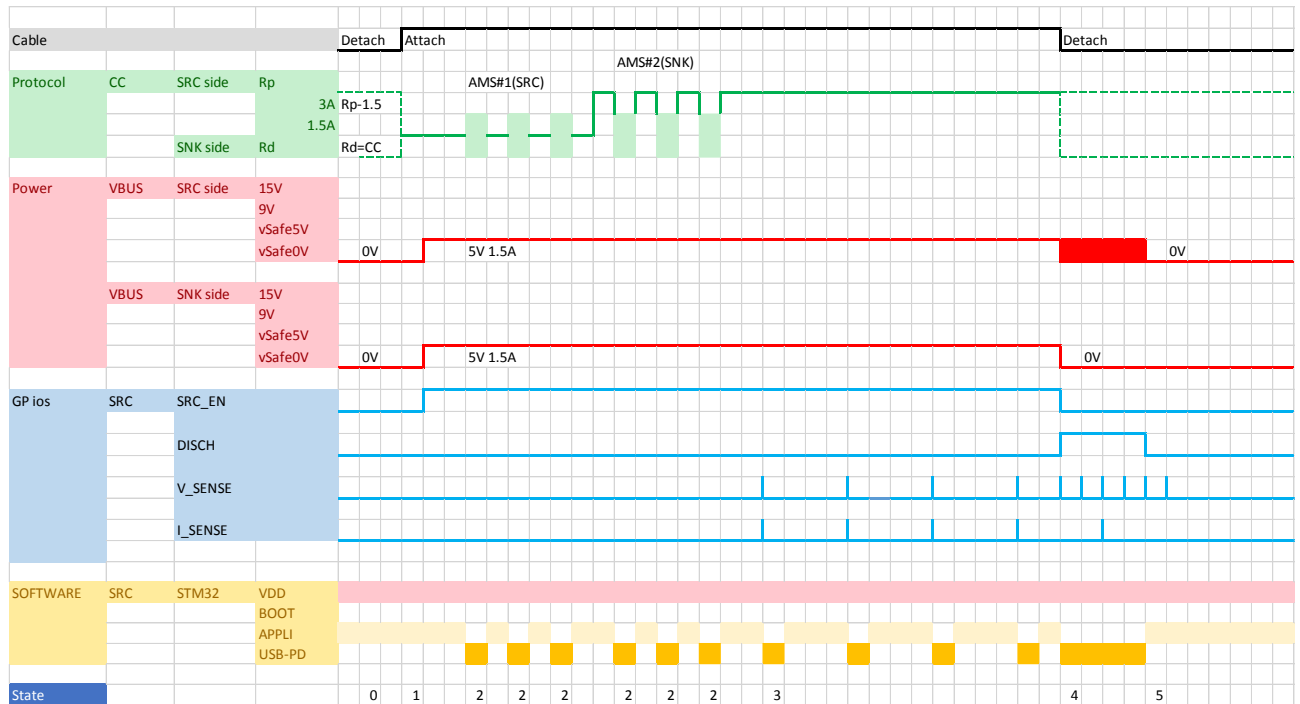 Cable Detach Attach Detach
AMS#2(SNK)
Protocol CC SRC side Rp AMS#1(SRC)
3A Rp-1.5
1.5A
SNK side Rd Rd=CC
Power VBUS SRC side 15V
9V
vSafe5V
vSafe0V 0V 5V 1.5A 0V
VBUS SNK side 15V
9V
vSafe5V
vSafe0V 0V 5V 1.5A 0V
GP ios SRC SRC_EN
DISCH
V_SENSE
I_SENSE
SOFTWARE SRC STM32 VDD
BOOT
APPLI
USB-PD
State 0 1 2 2 2 2 2 2 3 4 5